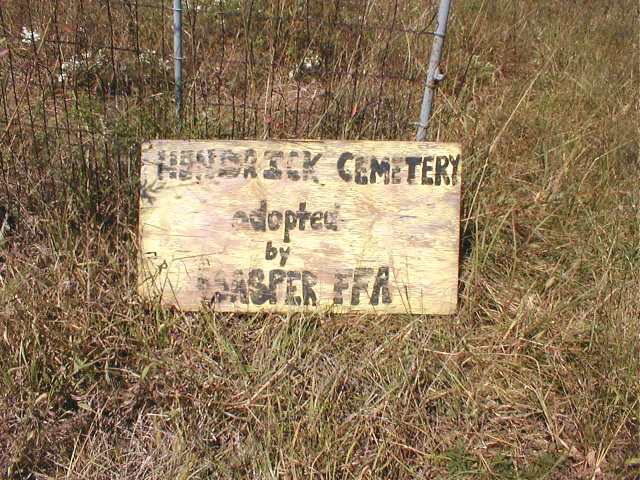 HENDRICK CEMETERY
adopted
by
JASPER FFA